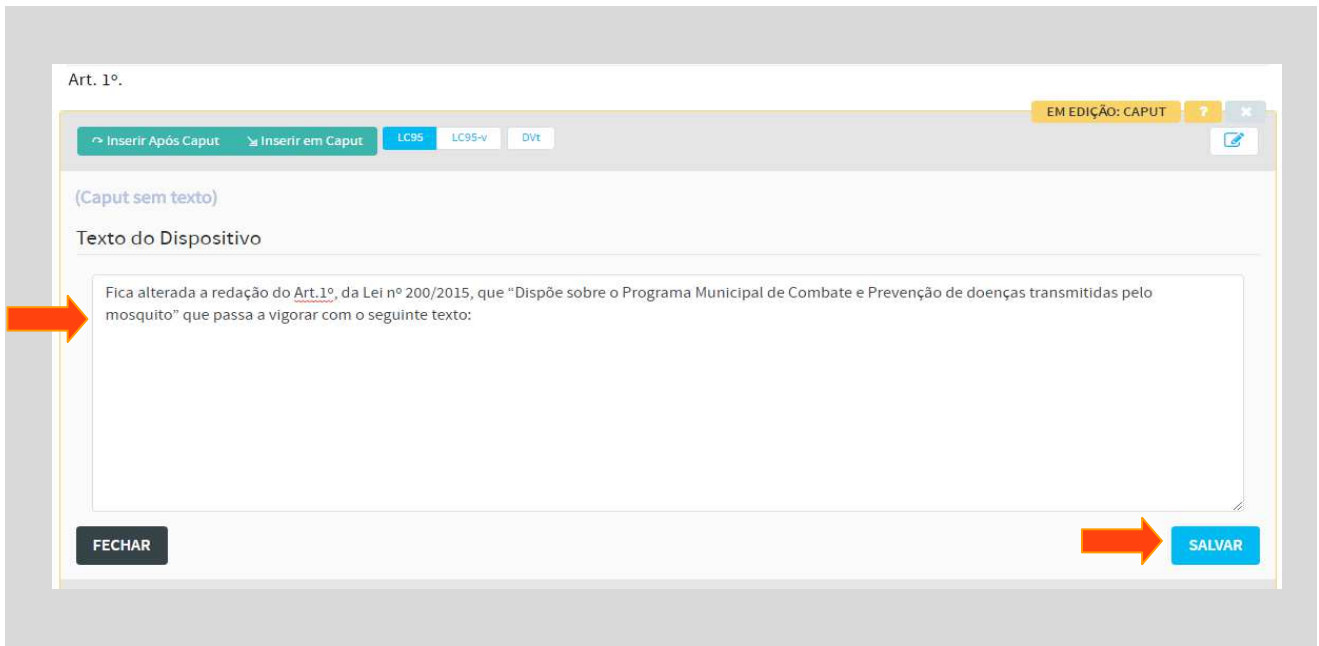 Art. 1º.
EM EDIÇÃO: CAPUT ? ×
Inserir Após Caput Inserir em Caput LC95 LC95-v DVt
(Caput sem texto)
Texto do Dispositivo
Fica alterada a redação do Art.1º, da Lei nº 200/2015, que “Dispõe sobre o Programa Municipal de Combate e Prevenção de doenças transmitidas pelo
mosquito” que passa a vigorar com o seguinte texto:
FECHAR SALVAR